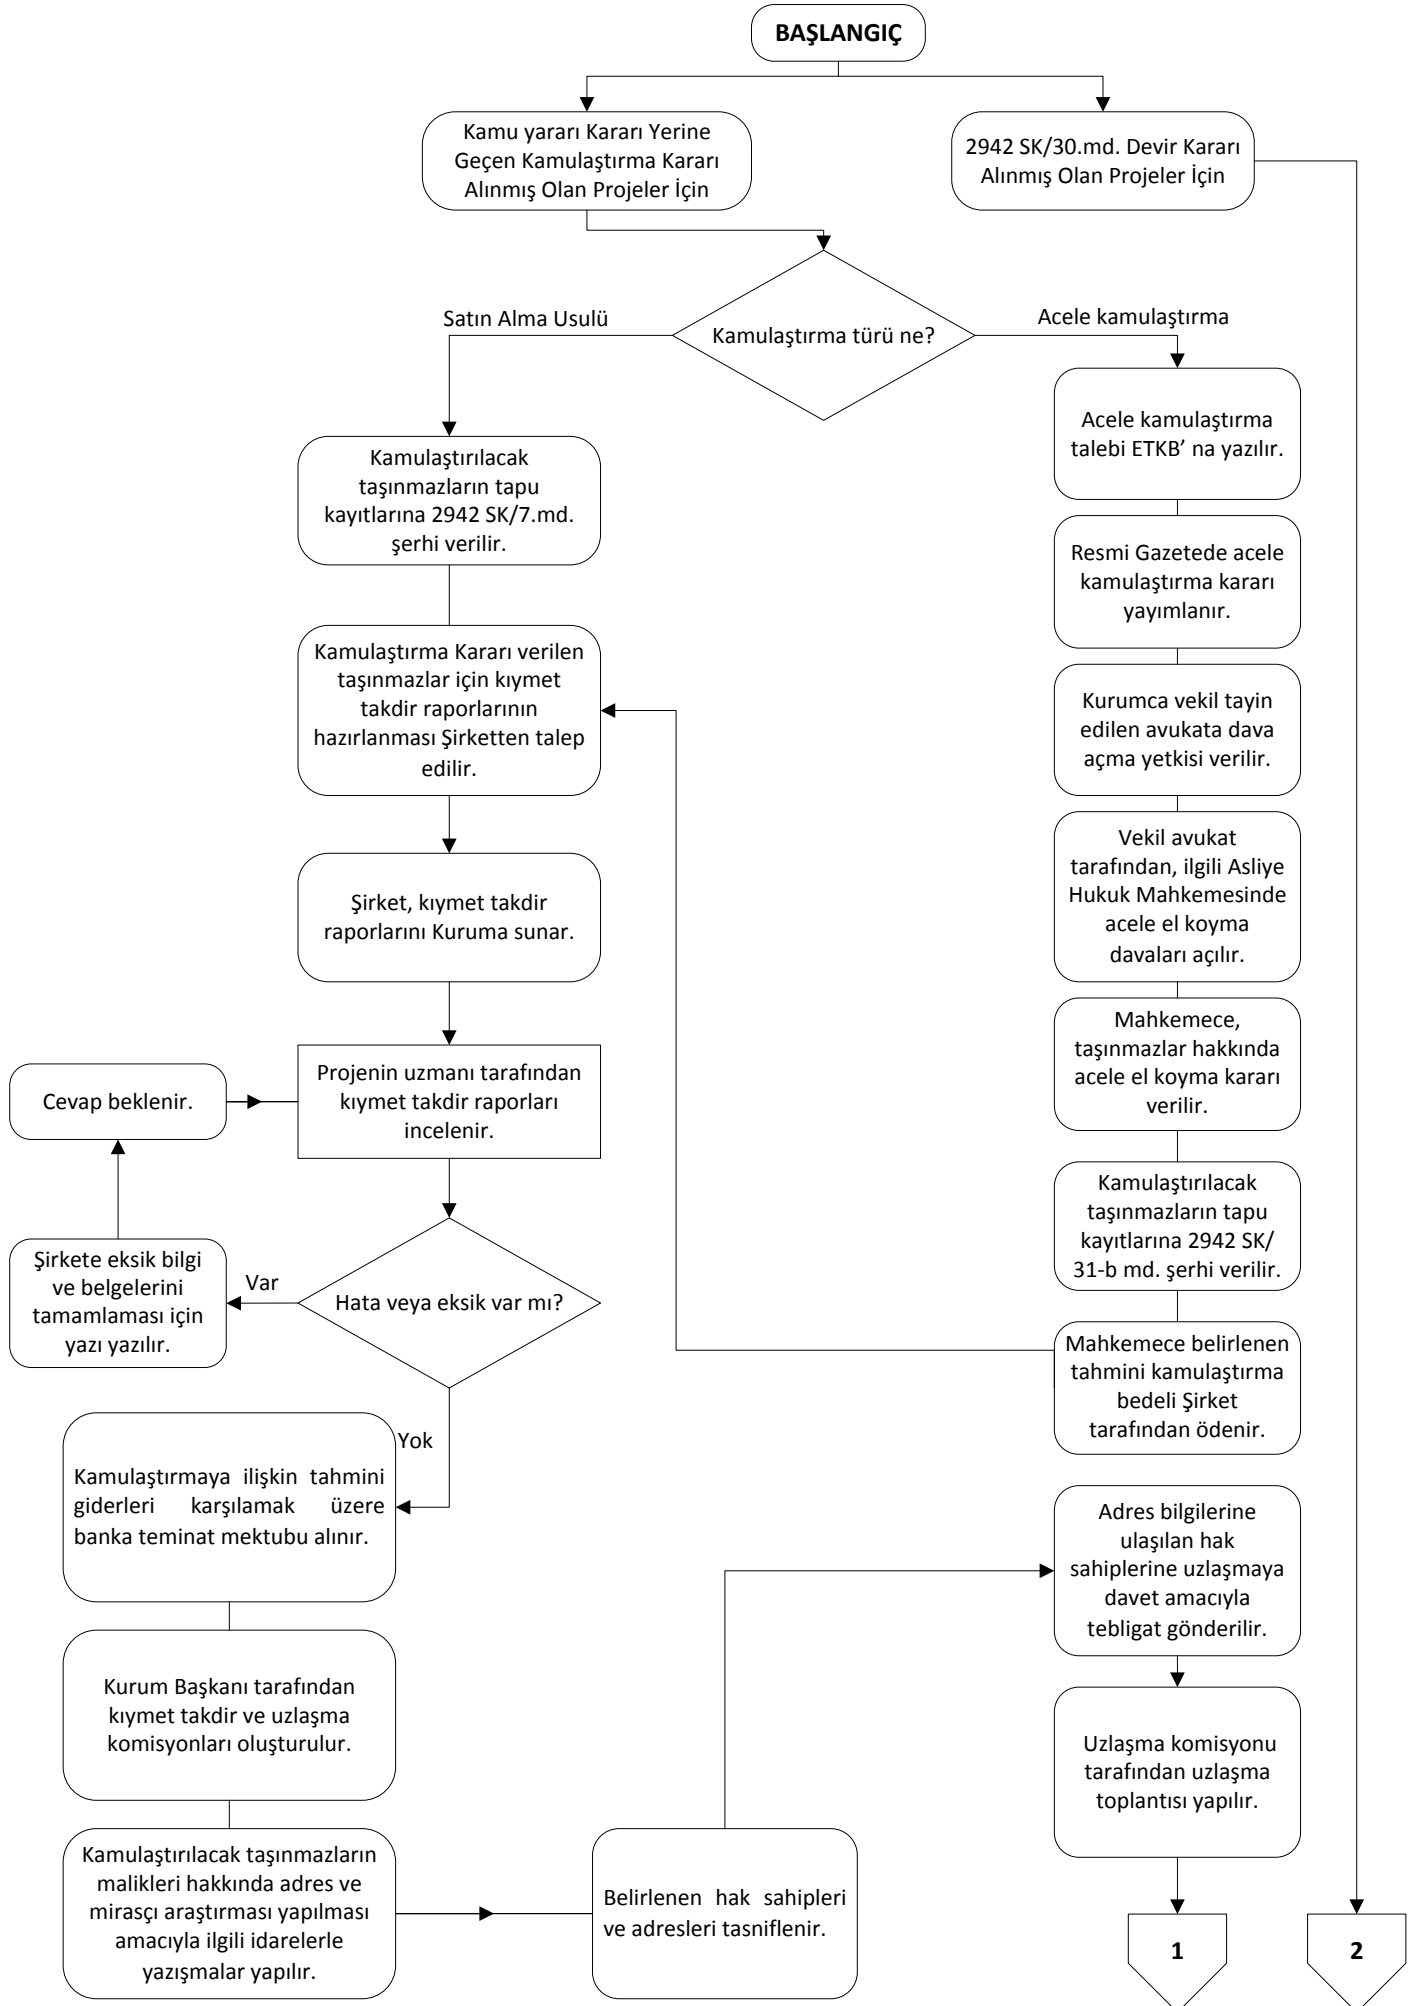 BAŞLANGIÇ
Kamu yararı Kararı Yerine
Geçen Kamulaştırma Kararı
Alınmış Olan Projeler İçin
2942 SK/30.md. Devir Kararı
Alınmış Olan Projeler İçin
Kamulaştırma türü ne?
Satın Alma Usulü
Acele kamulaştırma
Kamulaştırılacak
taşınmazların tapu
kayıtlarına 2942 SK/7.md.
şerhi verilir.
Kamulaştırma Kararı verilen
taşınmazlar için kıymet
takdir raporlarının
hazırlanması Şirketten talep
edilir.
Şirket, kıymet takdir
raporlarını Kuruma sunar.
Projenin uzmanı tarafından
kıymet takdir raporları
incelenir.
Cevap beklenir.
Şirkete eksik bilgi
ve belgelerini
tamamlaması için
yazı yazılır.
Var
Hata veya eksik var mı?
Yok
Acele kamulaştırma
talebi ETKB’ na yazılır.
Resmi Gazetede acele
kamulaştırma kararı
yayımlanır.
Kurumca vekil tayin
edilen avukata dava
açma yetkisi verilir.
Vekil avukat
tarafından, ilgili Asliye
Hukuk Mahkemesinde
acele el koyma
davaları açılır.
Mahkemece,
taşınmazlar hakkında
acele el koyma kararı
verilir.
Kamulaştırılacak
taşınmazların tapu
kayıtlarına 2942 SK/
31-b md. şerhi verilir.
Mahkemece belirlenen
tahmini kamulaştırma
bedeli Şirket
tarafından ödenir.
Kamulaştırmaya ilişkin tahmini
giderleri karşılamak üzere
banka teminat mektubu alınır.
Kurum Başkanı tarafından
kıymet takdir ve uzlaşma
komisyonları oluşturulur.
Kamulaştırılacak taşınmazların
malikleri hakkında adres ve
mirasçı araştırması yapılması
amacıyla ilgili idarelerle
yazışmalar yapılır.
Belirlenen hak sahipleri
ve adresleri tasniflenir.
Adres bilgilerine
ulaşılan hak
sahiplerine uzlaşmaya
davet amacıyla
tebligat gönderilir.
Uzlaşma komisyonu
tarafından uzlaşma
toplantısı yapılır.
1
2